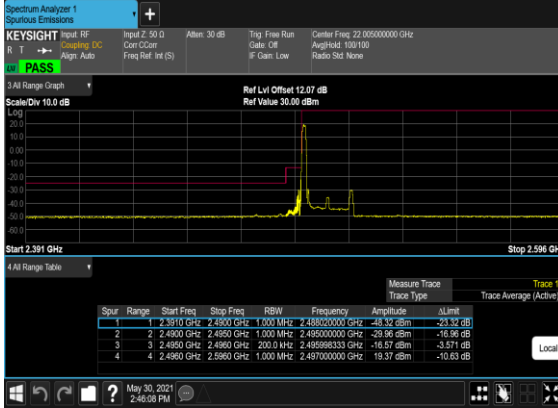 Spectrum Analyzer 1
Spurious Emissions
+
KEYSIGHT Input: RF Input Z: 50 Ω Atten: 30 dB Trig: Free Run Center Freq: 22.005000000 GHz
R T Coupling: DC Corr CCorr Gate: Off Avg|Hold: 100/100
Align: Auto Freq Ref: Int (S) IF Gain: Low Radio Std: None
PASS
3 All Range Graph
Ref Lvl Offset 12.07 dB
Scale/Div 10.0 dB Ref Value 30.00 dBm
Log
20.0
10.0
0.00
-10.0
-20.0
-30.0
-40.0
-50.0
-60.0
Start 2.391 GHz Stop 2.596 GH
4 All Range Table
Measure Trace Trace 1
Trace Type Trace Average (Active)
Spur Range Start Freq Stop Freq RBW Frequency Amplitude ΔLimit
1 1 2.3910 GHz 2.4900 GHz 1.000 MHz 2.488020000 GHz -48.32 dBm -23.32 dB
2 2 2.4900 GHz 2.4950 GHz 1.000 MHz 2.495000000 GHz -29.96 dBm -16.96 dB
3 3 2.4950 GHz 2.4960 GHz 200.0 kHz 2.495998333 GHz -16.57 dBm -3.571 dB
4 4 2.4960 GHz 2.5960 GHz 1.000 MHz 2.497000000 GHz 19.37 dBm -10.63 dB
Local
? May 30, 2021
2:46:08 PM